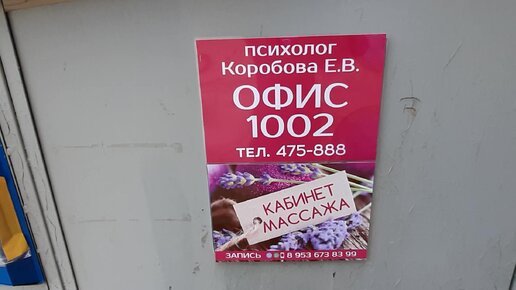 ПСИХОЛОГ
Коробова Е.В.
ОФИС
1002
ТЕЛ. 475-888
КАБИНЕТ
МАССАЖА
ЗАПИСЬ 8 953 673 83 99